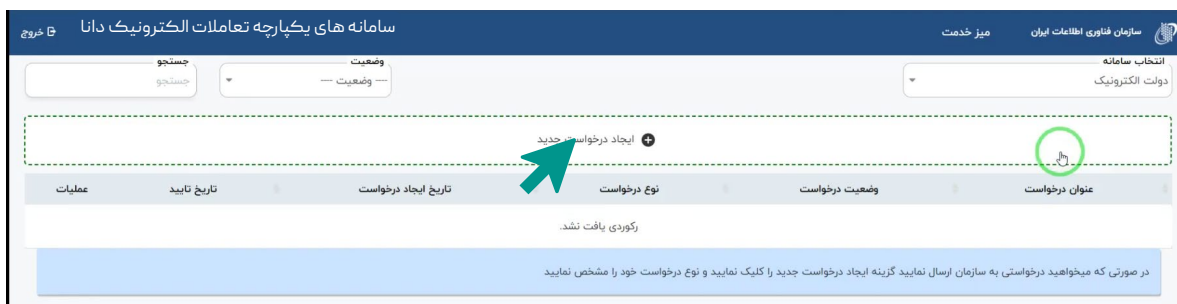 سازمان فناوری اطلاعات ایران
میز خدمت
سامانه های یکپارچه تعاملات الکترونیک دانا
خروج
انتخاب سامانه
دولت الکترونیک
وضعیت
--- وضعیت ---
جستجو
جستجو
ایجاد درخواست جدید
عنوان درخواست
وضعیت درخواست
نوع درخواست
تاریخ ایجاد درخواست
تاریخ تایید
عملیات
رکوردی یافت نشد.
در صورتی که میخواهید درخواستی به سازمان ارسال نمایید گزینه ایجاد درخواست جدید را کلیک نمایید و نوع درخواست خود را مشخص نمایید